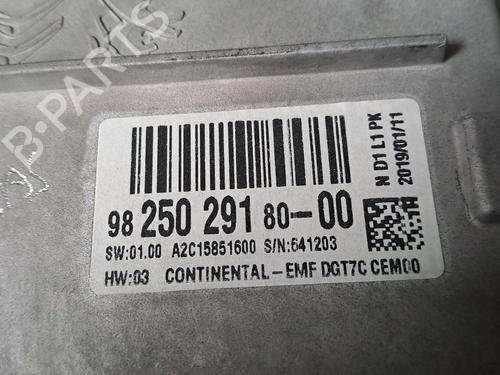 B-PARTS
N D1 L1 PK
2019/01/11
98 250 291 80-00
SW:01.00 A2C15851600 S/N:641203
HW:03 CONTINENTAL-EMF DGT7C CEM00